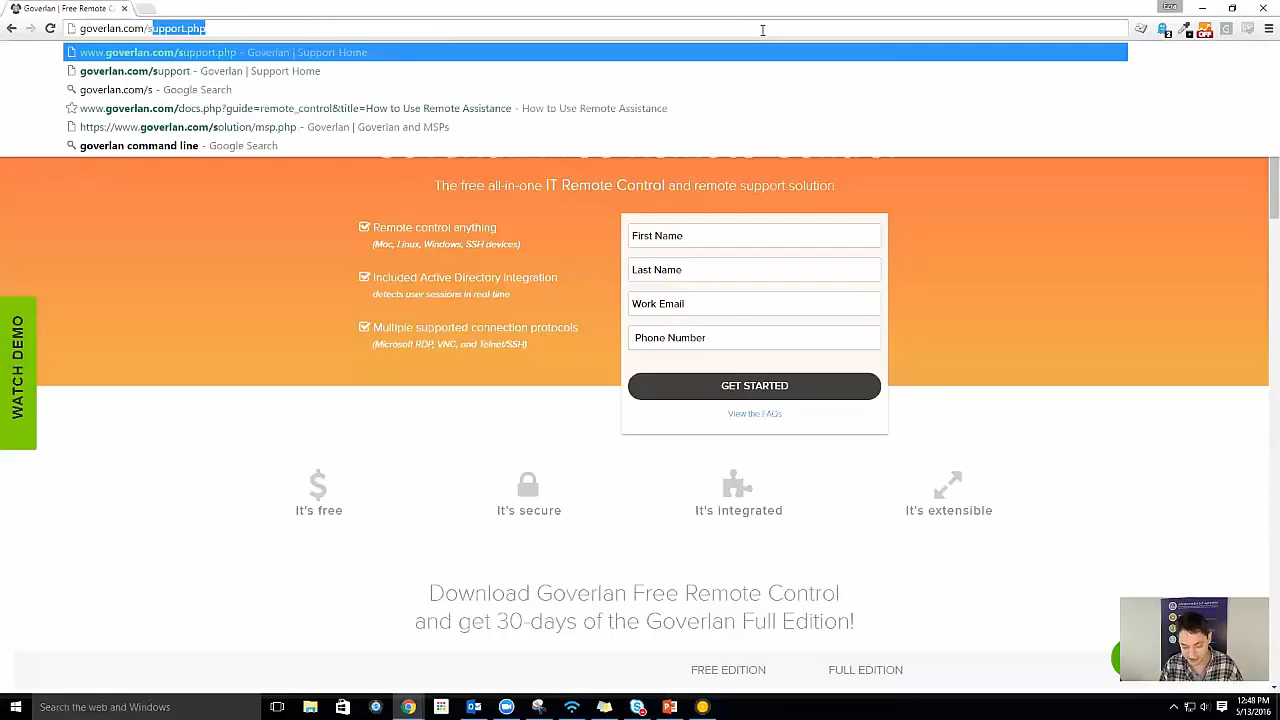 Goverlan | Free Remote C
goverlan.com/support.php
www.goverlan.com/support.php - Goverlan | Support Home
goverlan.com/support - Goverlan | Support Home
goverlan.com/s - Google Search
www.goverlan.com/docs.php?guide=remote_control&title=How to Use Remote Assistance - How to Use Remote Assistance
https://www.goverlan.com/solution/msp.php - Goverlan | Goverlan and MSPs
goverlan command line - Google Search
Goverlan Free Remote Control
The free all-in-one IT Remote Control and remote support solution
Remote control anything
(Mac, Linux, Windows, SSH devices)
Included Active Directory integration
detects user sessions in real-time
Multiple supported connection protocols
(Microsoft RDP, VNC, and Telnet/SSH)
First Name
Last Name
Work Email
Phone Number
GET STARTED
View the FAQs
WATCH DEMO
It's free
It's secure
It's integrated
It's extensible
Download Goverlan Free Remote Control
and get 30-days of the Goverlan Full Edition!
FREE EDITION
FULL EDITION
Search the web and Windows
12:48 PM
5/13/2016